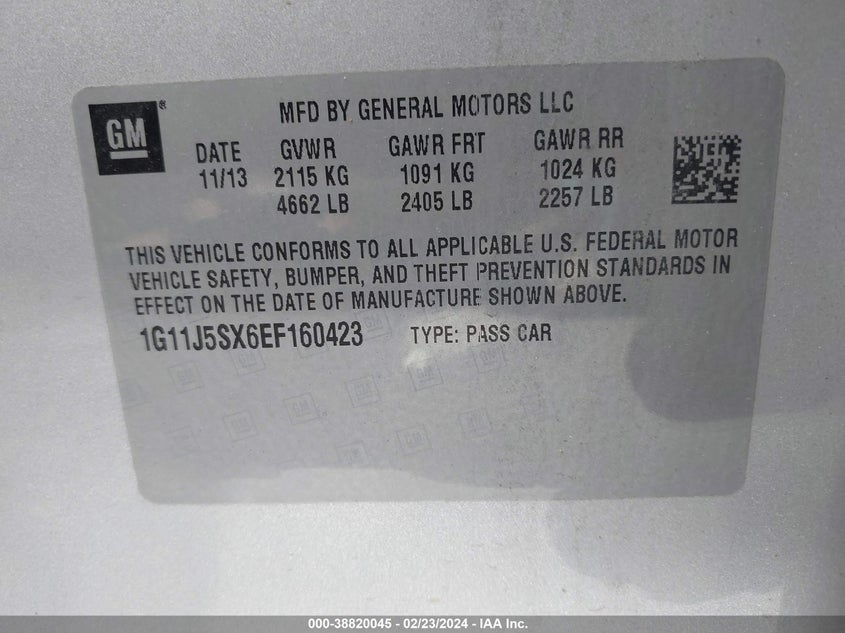 GM®
MFD BY GENERAL MOTORS LLC
DATE GVWR GAWR FRT GAWR RR
11/13 2115 KG 1091 KG 1024 KG
4662 LB 2405 LB 2257 LB
THIS VEHICLE CONFORMS TO ALL APPLICABLE U.S. FEDERAL MOTOR
VEHICLE SAFETY, BUMPER, AND THEFT PREVENTION STANDARDS IN
EFFECT ON THE DATE OF MANUFACTURE SHOWN ABOVE.
1G11J5SX6EF160423 TYPE: PASS CAR
000-38820045 - 02/23/2024 - IAA Inc.